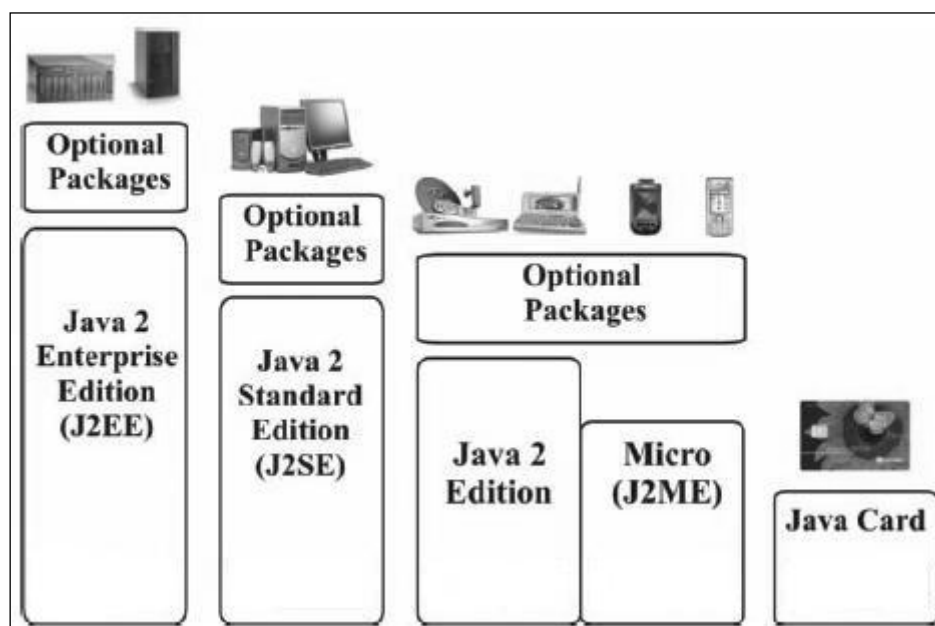 Optional
Packages
Java 2
Enterprise
Edition
(J2EE)
Optional
Packages
Java 2
Standard
Edition
(J2SE)
Optional
Packages
Java 2
Edition
Micro
(J2ME)
Java Card